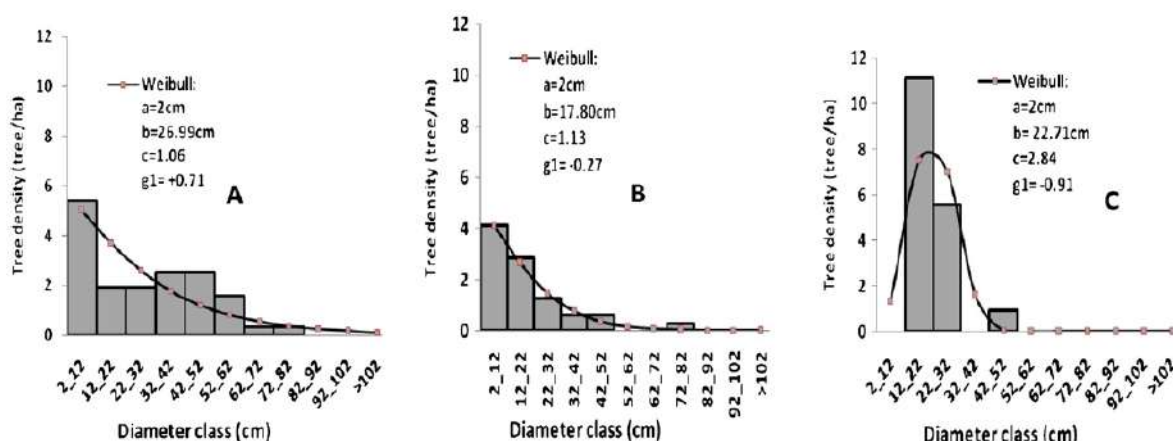 12
10
8
6
4
2
0
Tree density (tree/ha)
Weibull:
a=2cm
b=26.99cm
c=1.06
g1= +0.71
A
2_12
12_22
22_32
32_42
42_52
52_62
62_72
72_82
82_92
92_102
>102
Diameter class (cm)
12
10
8
6
4
2
0
Tree density (tree/ha)
Weibull:
a=2cm
b=17.80cm
c=1.13
g1= -0.27
B
2_12
12_22
22_32
32_42
42_52
52_62
62_72
72_82
82_92
92_102
>102
Diameter class (cm)
12
10
8
6
4
2
0
Tree density (tree/ha)
Weibull:
a=2cm
b= 22.71cm
c=2.84
g1= -0.91
C
2_12
12_22
22_32
32_42
42_52
52_62
62_72
72_82
82_92
92_102
>102
Diameter class (cm)